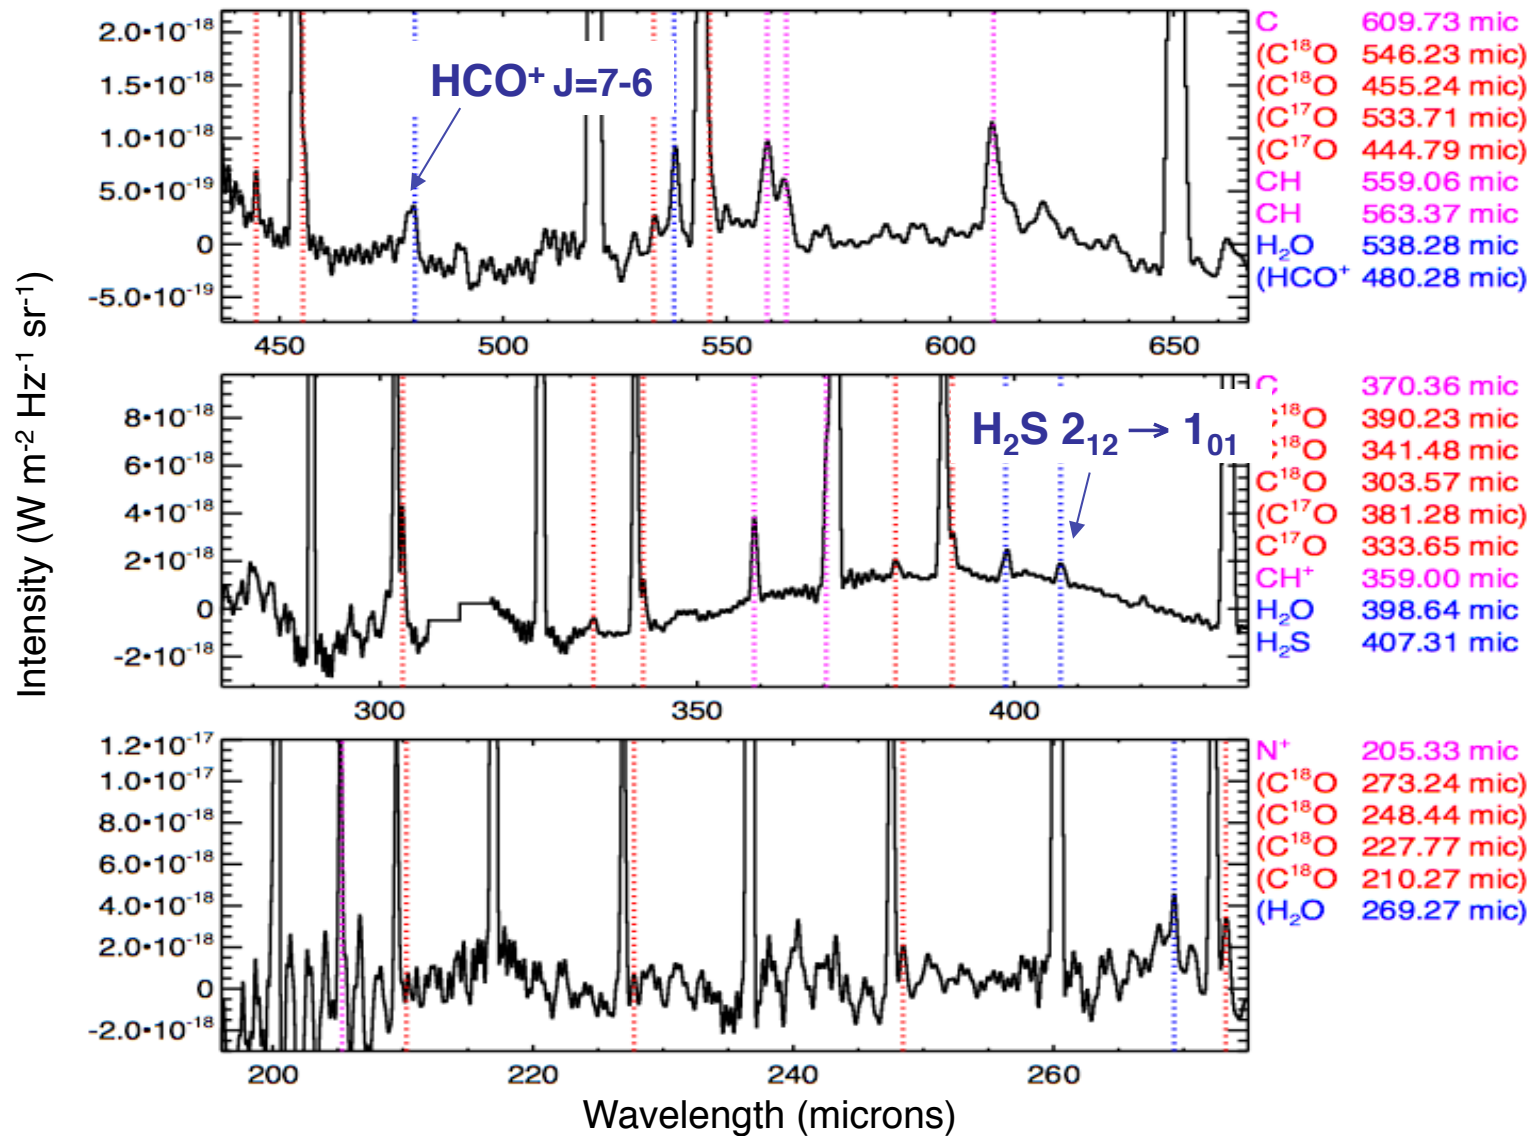 Intensity (W m-2 Hz-1 sr-1)
2.0•10-18
1.5•10-18
1.0•10-18
5.0•10-19
0
-5.0•10-19
HCO+ J=7-6
450 500 550 600 650
C 609.73 mic
(C18O 546.23 mic)
(C18O 455.24 mic)
(C17O 533.71 mic)
(C17O 444.79 mic)
CH 559.06 mic
CH 563.37 mic
H2O 538.28 mic
(HCO+ 480.28 mic)
8•10-18
6•10-18
4•10-18
2•10-18
0
-2•10-18
H2S 212 → 101
300 350 400
C 370.36 mic
C18O 390.23 mic
C18O 341.48 mic
C18O 303.57 mic
(C17O 381.28 mic)
C17O 333.65 mic
CH+ 359.00 mic
H2O 398.64 mic
H2S 407.31 mic
1.2•10-17
1.0•10-17
8.0•10-18
6.0•10-18
4.0•10-18
2.0•10-18
0
-2.0•10-18
200 220 240 260
N+ 205.33 mic
(C18O 273.24 mic)
(C18O 248.44 mic)
(C18O 227.77 mic)
(C18O 210.27 mic)
(H2O 269.27 mic)
Wavelength (microns)